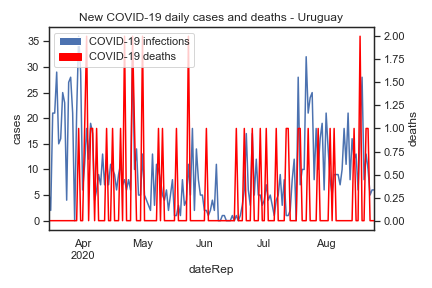 New COVID-19 daily cases and deaths - Uruguay
COVID-19 infections
COVID-19 deaths
cases
35
30
25
20
15
10
5
0
deaths
2.00
1.75
1.50
1.25
1.00
0.75
0.50
0.25
0.00
Apr
2020
May
Jun
Jul
Aug
dateRep